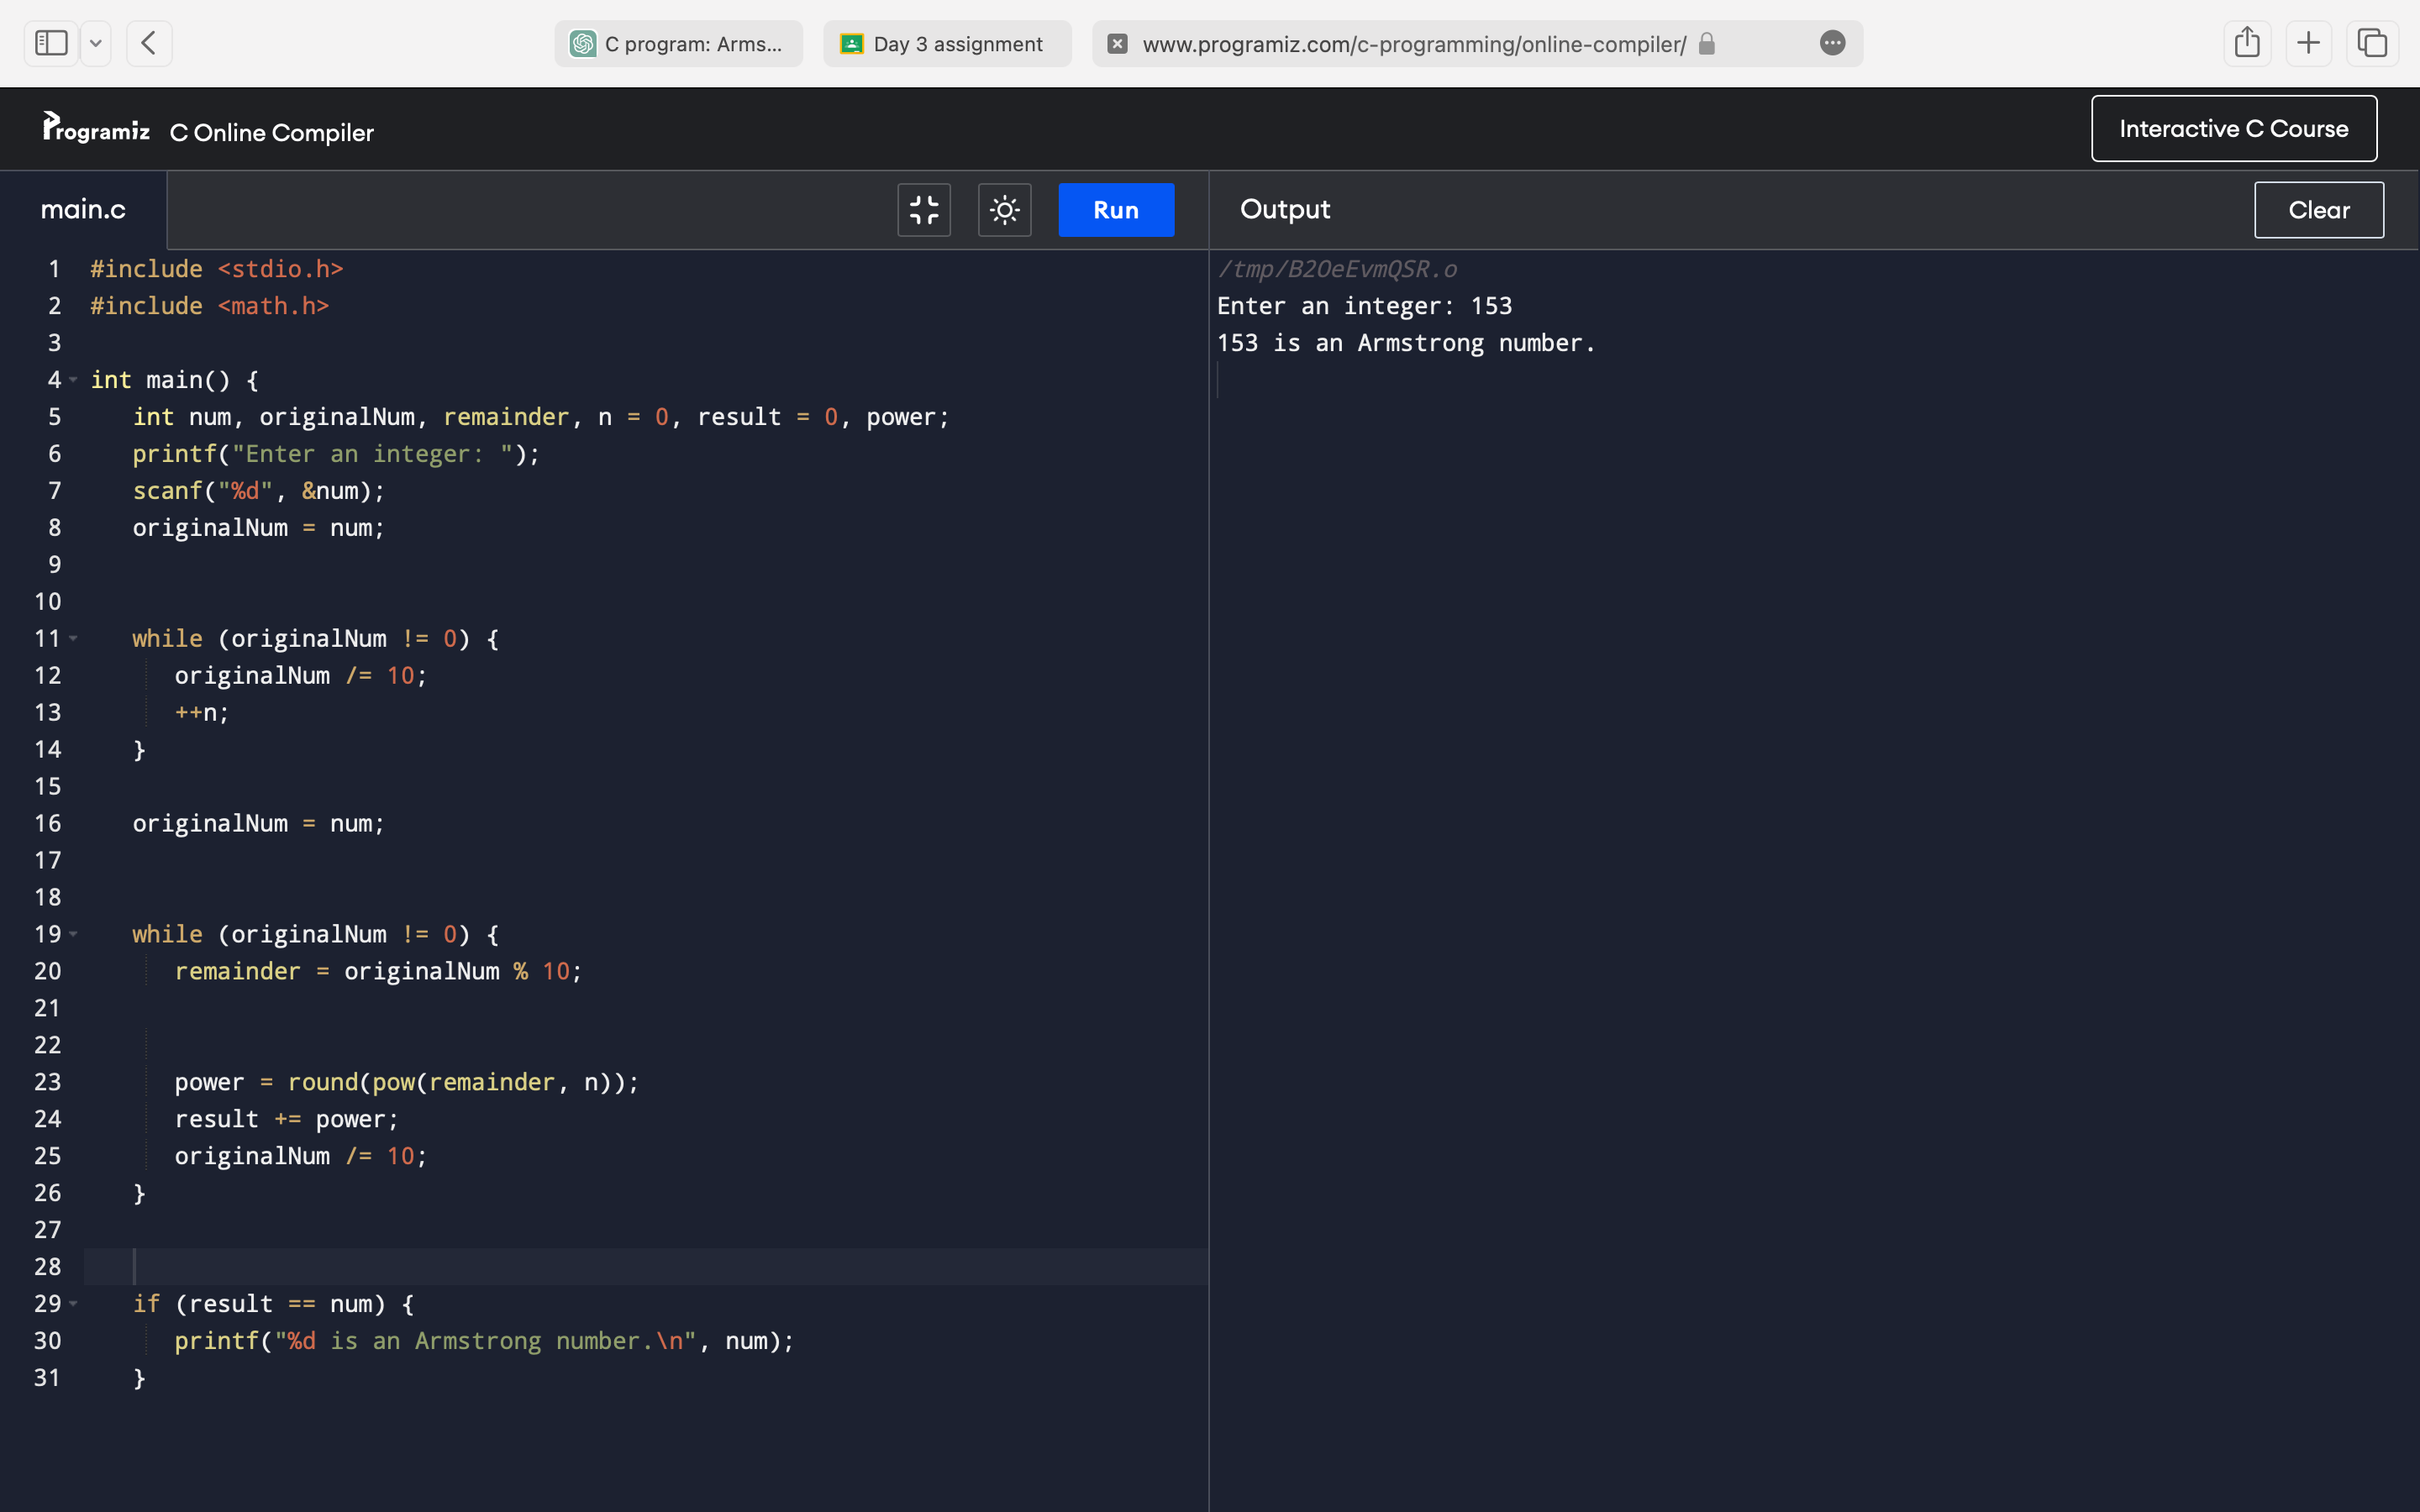 C program: Arms...
Day 3 assignment
www.programiz.com/c-programming/online-compiler/
Programiz
C Online Compiler
Interactive C Course
main.c
Run
Output
Clear
1 #include <stdio.h>
2 #include <math.h>
3
4 int main() {
5 int num, originalNum, remainder, n = 0, result = 0, power;
6 printf("Enter an integer: ");
7 scanf("%d", &num);
8 originalNum = num;
9
10
11 while (originalNum != 0) {
12 originalNum /= 10;
13 ++n;
14 }
15
16 originalNum = num;
17
18
19 while (originalNum != 0) {
20 remainder = originalNum % 10;
21
22
23 power = round(pow(remainder, n));
24 result += power;
25 originalNum /= 10;
26 }
27
28
29 if (result == num) {
30 printf("%d is an Armstrong number.\n", num);
31 }
/tmp/B2OeEvmQSR.o
Enter an integer: 153
153 is an Armstrong number.